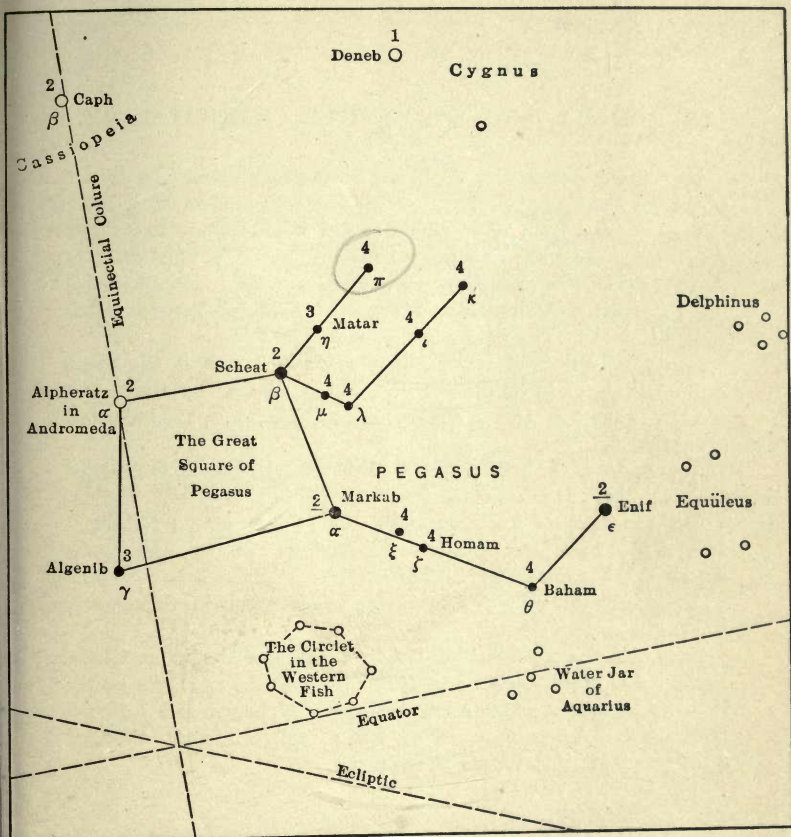 1
Deneb
Cygnus
2
Caph
β
Cassiopeia
Equinectial Colure
4
π
4
κ
3
Matar
η
4
ι
Delphinus
Scheat
2
β
4
μ
4
λ
Alpheratz
in
Andromeda
2
α
The Great
Square of
Pegasus
PEGASUS
2
Markab
α
4
ξ
4
Homam
ζ
2
Enif
ε
Equüleus
Algenib
3
γ
4
Baham
θ
The Circlet
in the
Western
Fish
Water Jar
of
Aquarius
Equator
Ecliptic